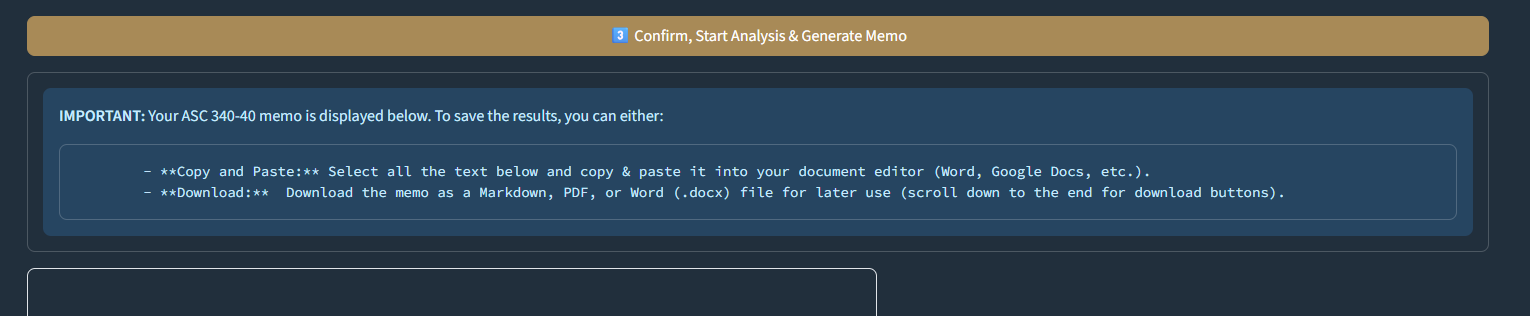 3️⃣ Confirm, Start Analysis & Generate Memo
IMPORTANT: Your ASC 340-40 memo is displayed below. To save the results, you can either:
- **Copy and Paste:** Select all the text below and copy & paste it into your document editor (Word, Google Docs, etc.).
- **Download:**  Download the memo as a Markdown, PDF, or Word (.docx) file for later use (scroll down to the end for download buttons).